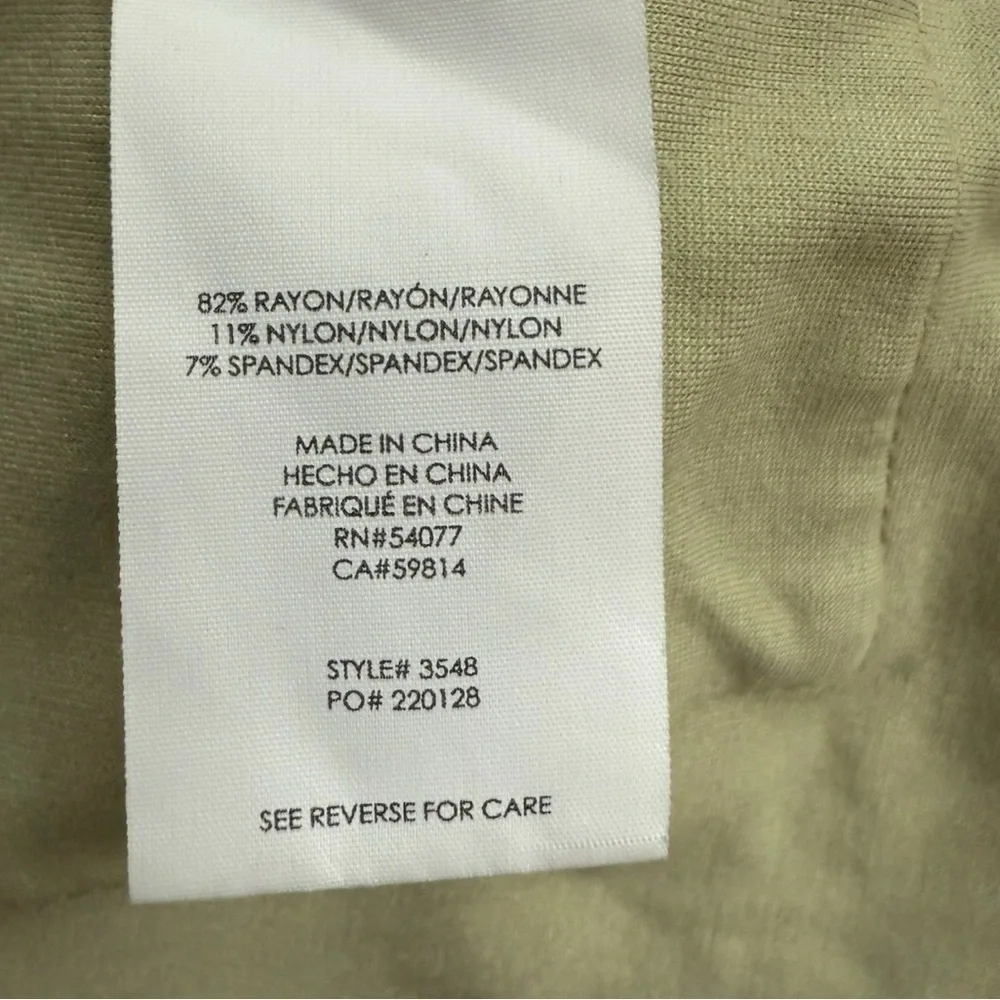 82% RAYON/RAYÓN/RAYONNE
11% NYLON/NYLON/NYLON
7% SPANDEX/SPANDEX/SPANDEX
MADE IN CHINA
HECHO EN CHINA
FABRIQUÉ EN CHINE
RN#54077
CA#59814
STYLE# 3548
PO# 220128
SEE REVERSE FOR CARE